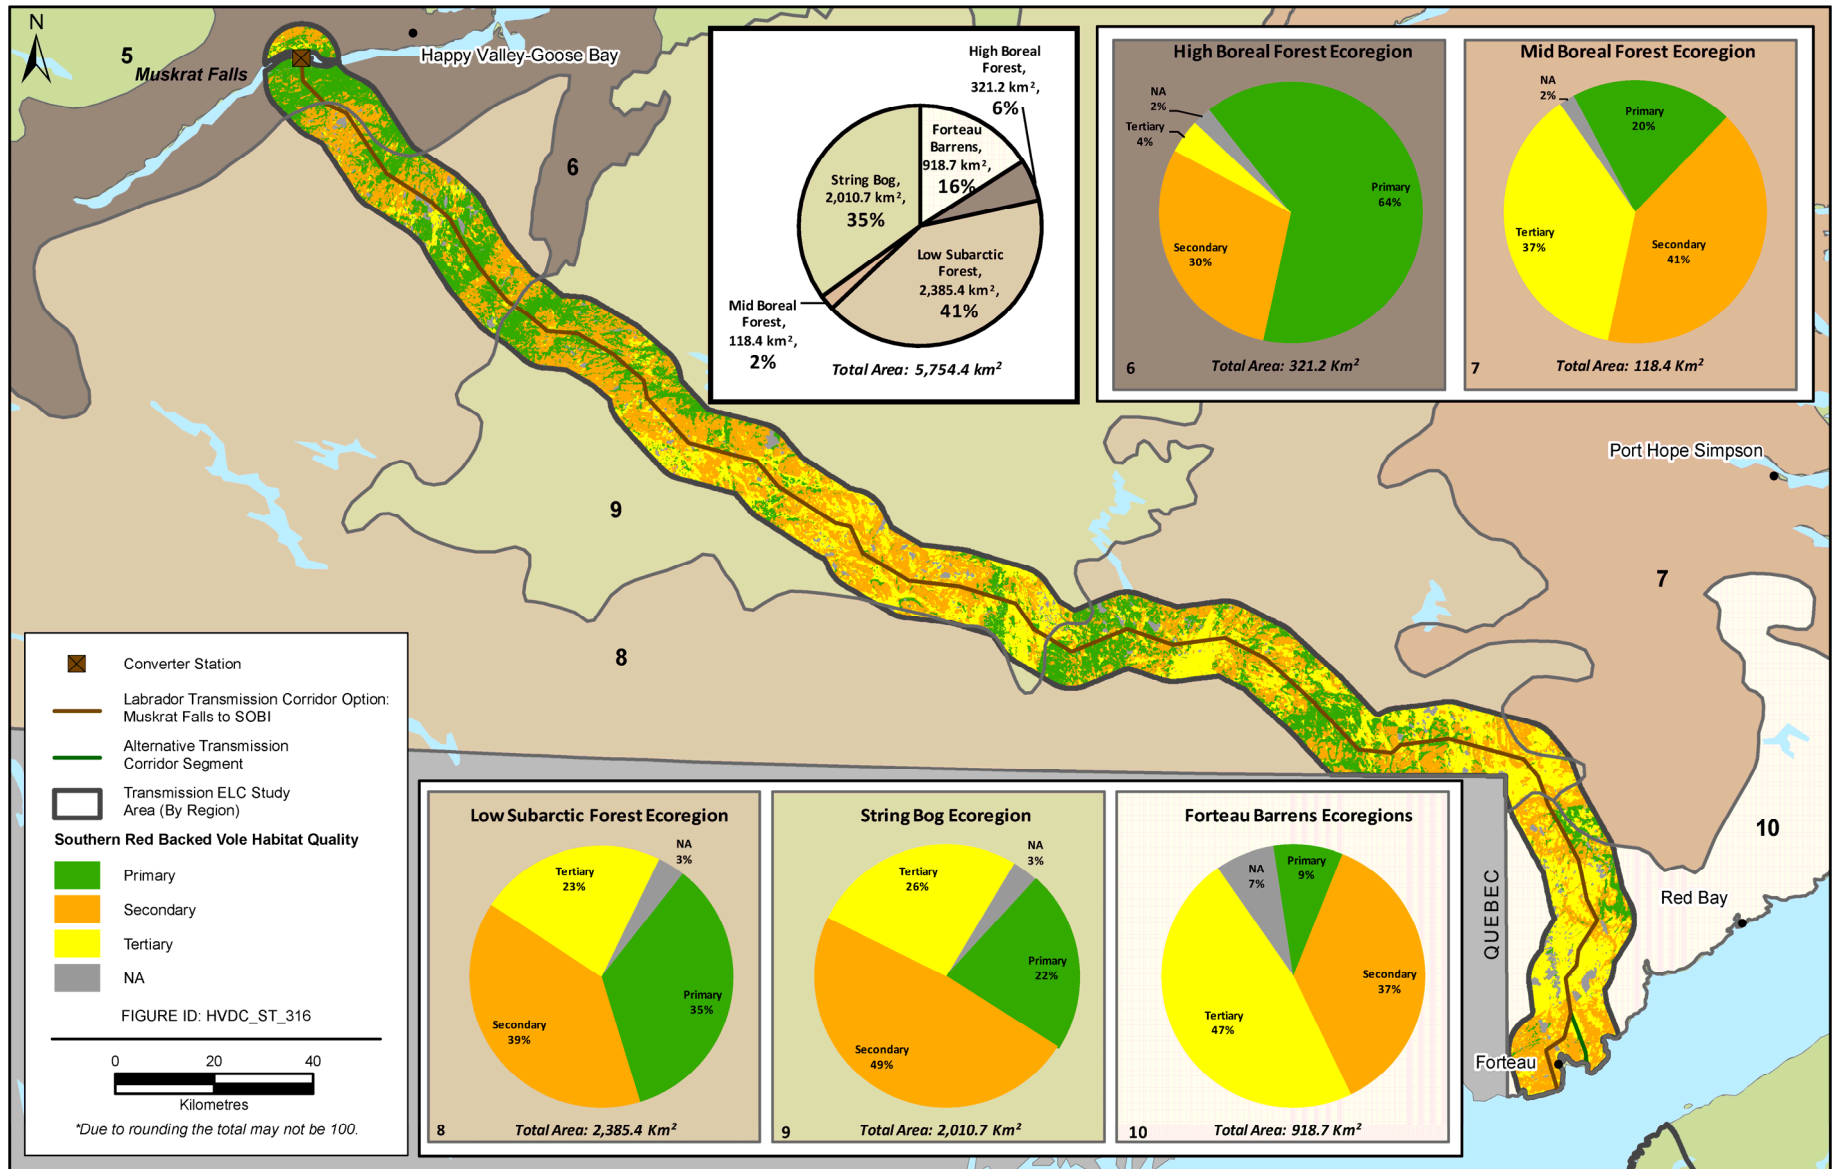 N
5
Muskrat Falls
Happy Valley-Goose Bay
6
9
8
7
10
Port Hope Simpson
Red Bay
Forteau
QUEBEC
High Boreal
Forest,
321.2 km²,
6%
Forteau
Barrens,
918.7 km²,
16%
String Bog,
2,010.7 km²,
35%
Low Subarctic
Forest,
2,385.4 km²,
41%
Mid Boreal
Forest,
118.4 km²,
2%
Total Area: 5,754.4 km²
High Boreal Forest Ecoregion
NA
2%
Tertiary
4%
Primary
64%
Secondary
30%
6
Total Area: 321.2 Km²
Mid Boreal Forest Ecoregion
NA
2%
Primary
20%
Tertiary
37%
Secondary
41%
7
Total Area: 118.4 Km²
Converter Station
Labrador Transmission Corridor Option:
Muskrat Falls to SOBI
Alternative Transmission
Corridor Segment
Transmission ELC Study
Area (By Region)
Southern Red Backed Vole Habitat Quality
Primary
Secondary
Tertiary
NA
FIGURE ID: HVDC_ST_316
0 20 40
Kilometres
*Due to rounding the total may not be 100.
Low Subarctic Forest Ecoregion
NA
3%
Tertiary
23%
Primary
35%
Secondary
39%
8
Total Area: 2,385.4 Km²
String Bog Ecoregion
NA
3%
Tertiary
26%
Primary
22%
Secondary
49%
9
Total Area: 2,010.7 Km²
Forteau Barrens Ecoregions
Primary
9%
NA
7%
Secondary
37%
Tertiary
47%
10
Total Area: 918.7 Km²